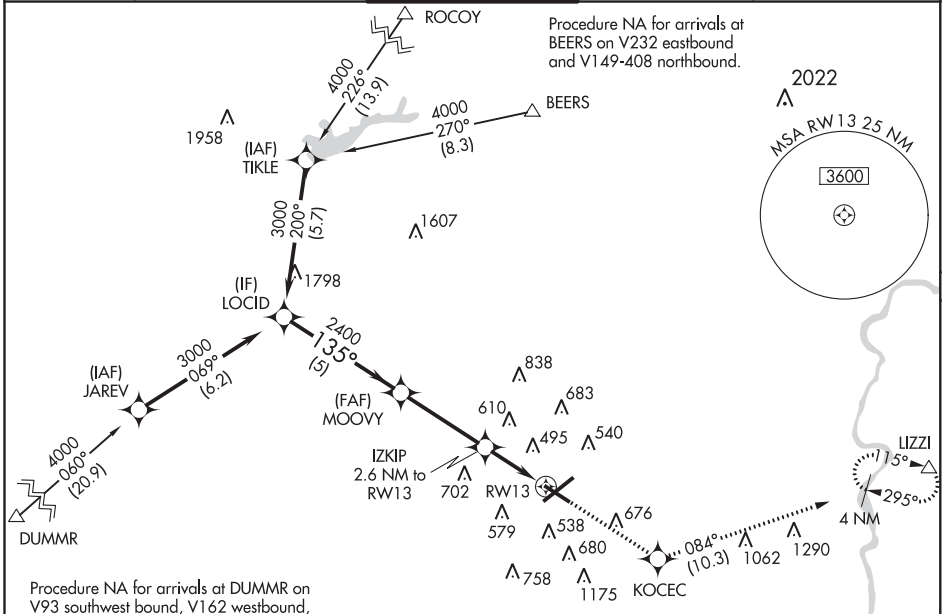 ROCOY
Procedure NA for arrivals at
BEERS on V232 eastbound
and V149-408 northbound.
4000
226°
(13.9)
BEERS
4000
270°
(8.3)
2022
1958
(IAF)
TIKLE
MSA RW13 25 NM
3600
3000
200°
(5.7)
1607
1798
(IF)
LOCID
2400
135°
(5)
3000
069°
(6.2)
(IAF)
JAREV
(FAF)
MOOVY
838
610
683
495
540
IZKIP
2.6 NM to
RW13
702
RW13
4000
060°
(20.9)
DUMMR
LIZZI
115°
295°
4 NM
579
538
676
680
758
1175
KOCEC
084°
(10.3)
1062
1290
Procedure NA for arrivals at DUMMR on
V93 southwest bound, V162 westbound,